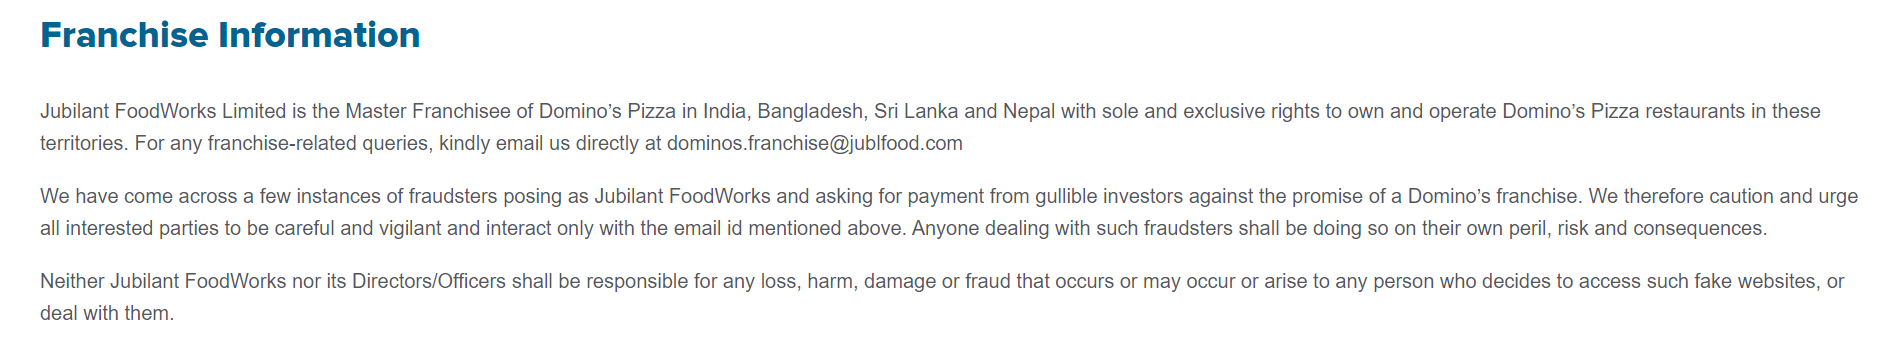 Franchise Information
Jubilant FoodWorks Limited is the Master Franchisee of Domino’s Pizza in India, Bangladesh, Sri Lanka and Nepal with sole and exclusive rights to own and operate Domino’s Pizza restaurants in these
territories. For any franchise-related queries, kindly email us directly at dominos.franchise@jublfood.com
We have come across a few instances of fraudsters posing as Jubilant FoodWorks and asking for payment from gullible investors against the promise of a Domino’s franchise. We therefore caution and urge
all interested parties to be careful and vigilant and interact only with the email id mentioned above. Anyone dealing with such fraudsters shall be doing so on their own peril, risk and consequences.
Neither Jubilant FoodWorks nor its Directors/Officers shall be responsible for any loss, harm, damage or fraud that occurs or may occur or arise to any person who decides to access such fake websites, or
deal with them.